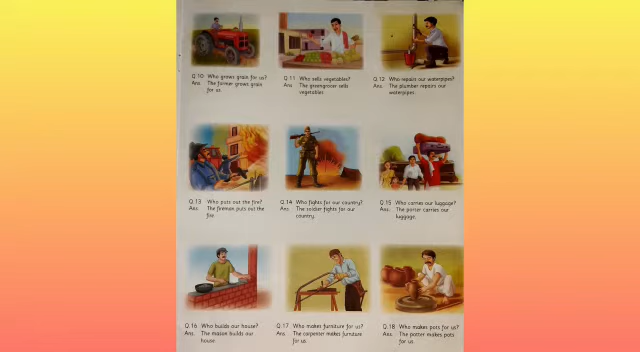 Q.10 Who grows grain for us?
Ans. The farmer grows grain
for us.
Q.11 Who sells vegetables?
Ans. The greengrocer sells
vegetables.
Q.12 Who repairs our waterpipes?
Ans. The plumber repairs our
waterpipes.
Q.13 Who puts out the fire?
Ans. The fireman puts out the
fire
Q.14 Who fights for our country?
Ans. The soldier fights for our
country.
Q.15 Who carries our luggage?
Ans. The porter carries our
luggage.
Q.16 Who builds our house?
Ans. The mason builds our
house.
Q.17 Who makes furniture for us?
Ans. The carpenter makes furniture
for us.
Q.18 Who makes pots for us?
Ans. The potter makes pots
for us.